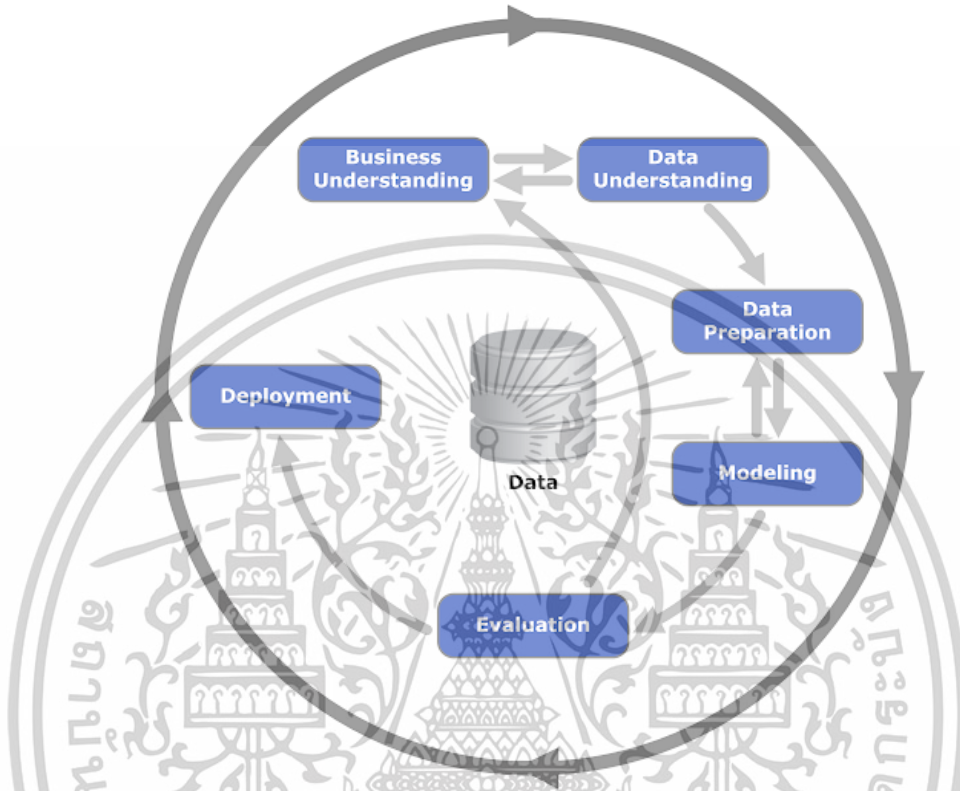 Business
Understanding
Data
Understanding
Data
Preparation
Deployment
Data
Modeling
Evaluation